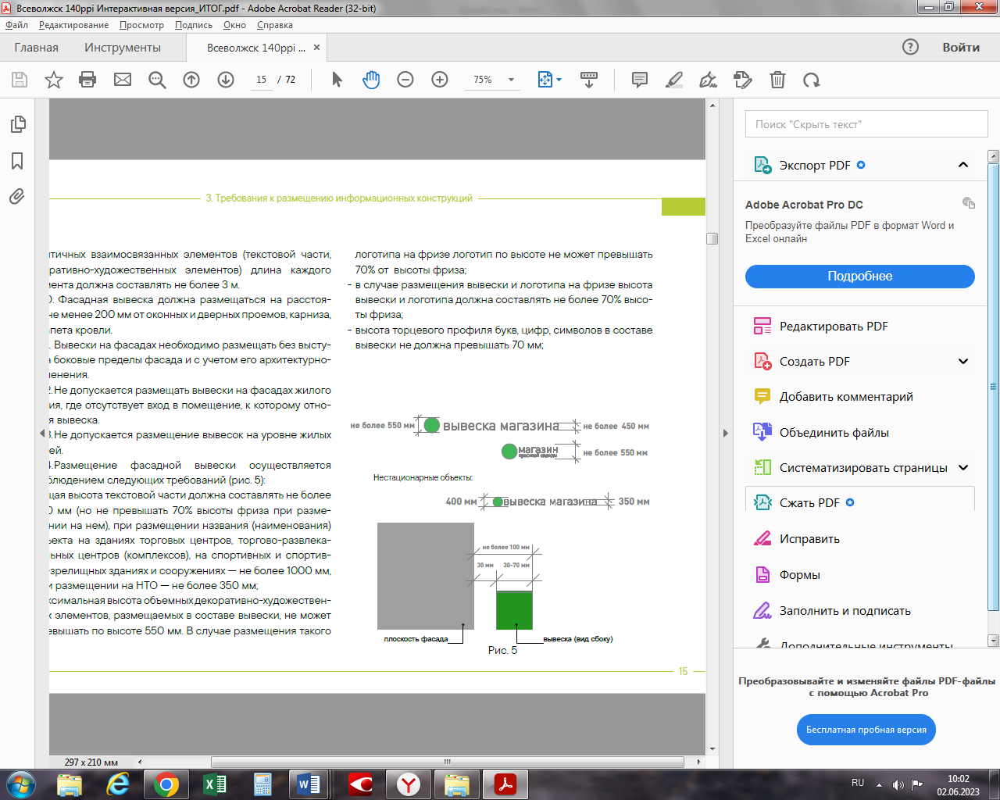 Всеволжск 140ppi Интерактивная версия_ИТОГ.pdf - Adobe Acrobat Reader (32-bit)
Файл Редактирование Просмотр Подпись Окно Справка
Главная Инструменты Всеволжск 140ppi ... × Войти
15 / 72 75%
3. Требования к размещению информационных конструкций
тичных взаимосвязанных элементов (текстовой части,
ративно-художественных элементов) длина каждого
мента должна составлять не более 3 м.
0. Фасадная вывеска должна размещаться на расстоя-
не менее 200 мм от оконных и дверных проемов, карниза,
апета кровли.
. Вывески на фасадах необходимо размещать без высту-
а боковые пределы фасада и с учетом его архитектурно-
ленения.
2.Не допускается размещать вывески на фасадах жилого
ия, где отсутствует вход в помещение, к которому отно-
я вывеска.
3.Не допускается размещение вывесок на уровне жилых
ей.
4.Размещение фасадной вывески осуществляется
блюдением следующих требований (рис. 5):
щая высота текстовой части должна составлять не более
0 мм (но не превышать 70% высоты фриза при разме-
нии на нем), при размещении названия (наименования)
ъекта на зданиях торговых центров, торгово-развлека-
льных центров (комплексов), на спортивных и спортив-
-зрелищных зданиях и сооружениях — не более 1000 мм,
и размещении на НТО — не более 350 мм;
ксимальная высота объемных декоративно-художествен-
х элементов, размещаемых в составе вывески, не может
евышать по высоте 550 мм. В случае размещения такого
логотипа на фризе логотип по высоте не может превышать
70% от высоты фриза;
- в случае размещения вывески и логотипа на фризе высота
вывески и логотипа должна составлять не более 70% высо-
ты фриза;
- высота торцевого профиля букв, цифр, символов в составе
вывески не должна превышать 70 мм;
не более 550 мм вывеска магазина не более 450 мм
магазин не более 550 мм
Нестационарные объекты:
400 мм вывеска магазина 350 мм
не более 100 мм
30 мм 30-70 мм
плоскость фасада вывеска (вид сбоку)
Рис. 5
15
297 x 210 мм
Поиск "Скрыть текст"
Экспорт PDF
Adobe Acrobat Pro DC
Преобразуйте файлы PDF в формат Word и
Excel онлайн
Подробнее
Редактировать PDF
Создать PDF
Добавить комментарий
Объединить файлы
Систематизировать страницы
Сжать PDF
Исправить
Формы
Заполнить и подписать
Дополнительные инструменты
Преобразовывайте и изменяйте файлы PDF-файлы
с помощью Acrobat Pro
Бесплатная пробная версия
RU
10:02
02.06.2023